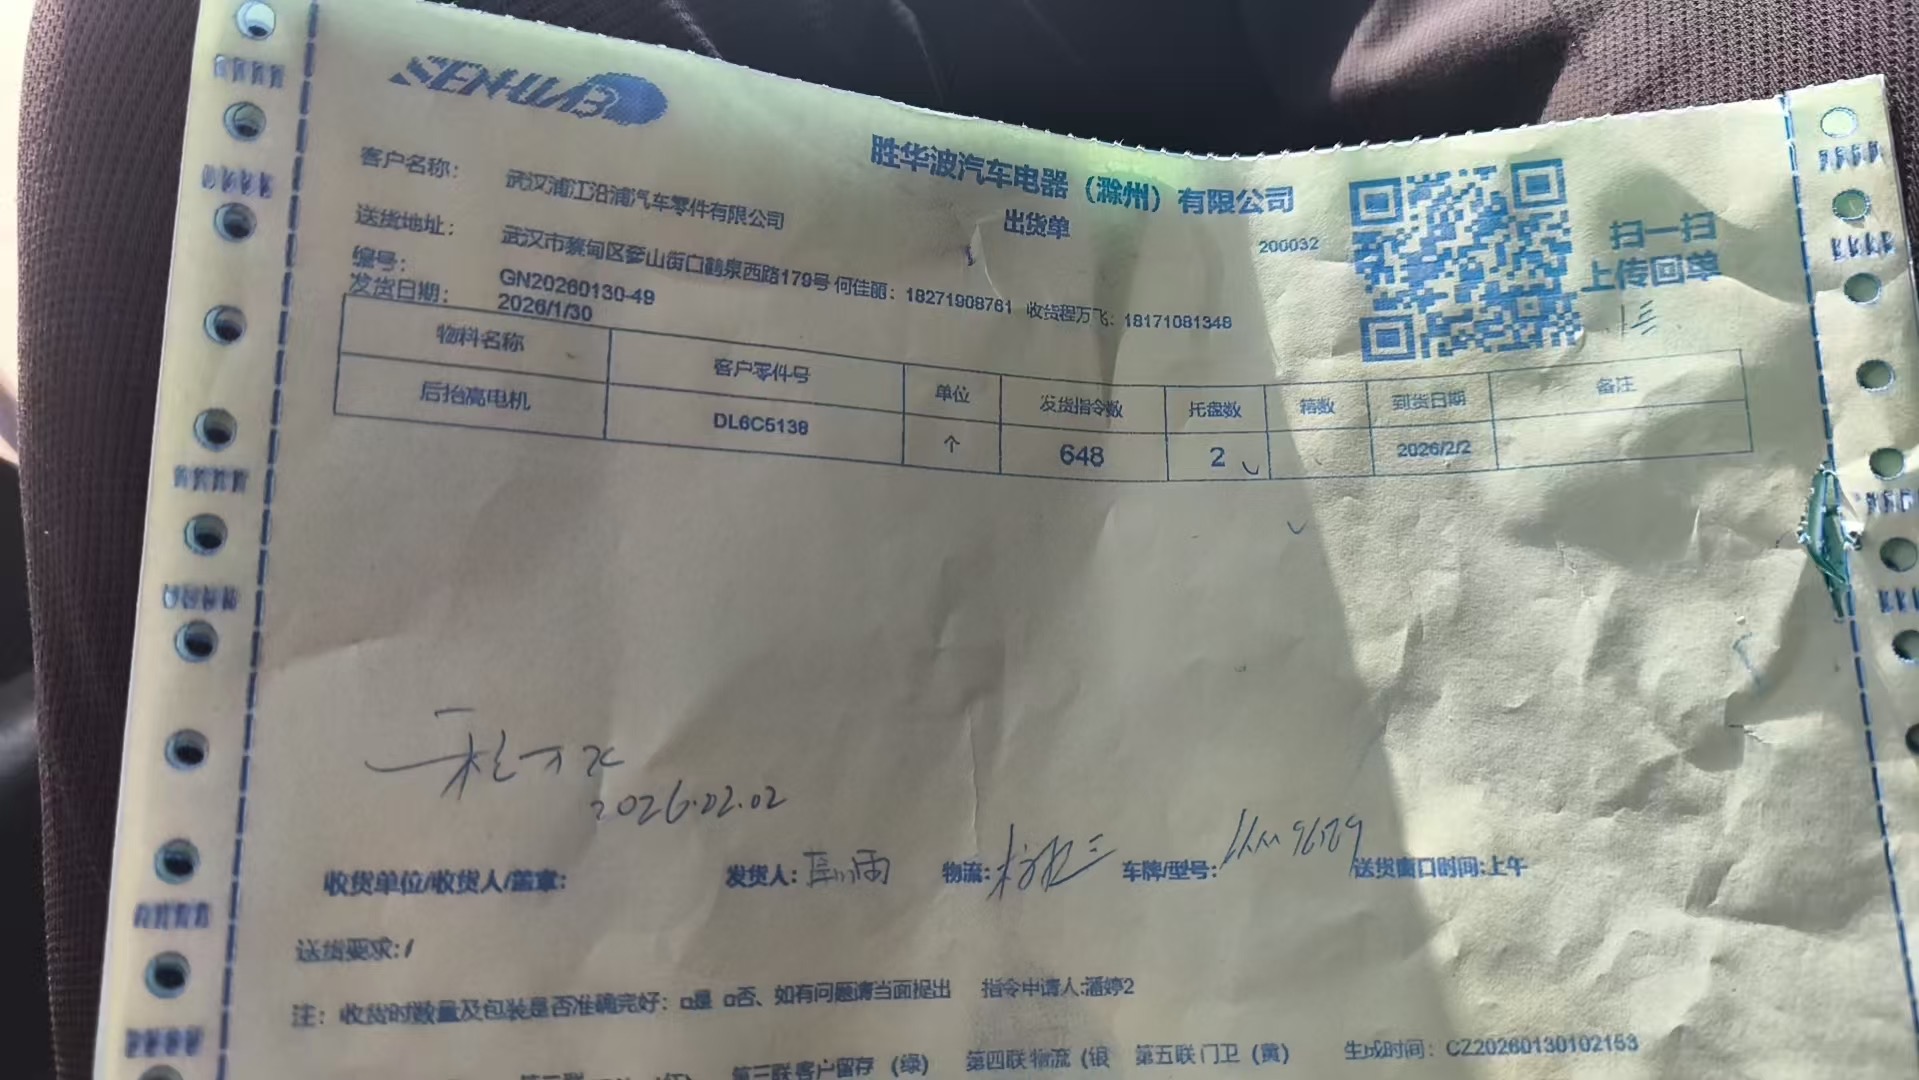 SENHUABO
胜华波汽车电器（滁州）有限公司
出货单
200032
扫一扫
上传回单
客户名称： 武汉浦江沿浦汽车零件有限公司
送货地址： 武汉市蔡甸区奓山街口鹤泉西路179号 何佳丽：18271908761 收货程万飞：18171081348
编号： GN20260130-49
发货日期： 2026/1/30
物料名称 客户零件号 单位 发货指令数 托盘数 箱数 到货日期 备注
后抬高电机 DL6C5138 个 648 2 2026/2/2
2026.02.02
收货单位/收货人/盖章： 发货人： 物流： 车牌/型号： 送货窗口时间:上午
送货要求:/
注：收货时数量及包装是否准确完好：□是 □否、如有问题请当面提出 指令申请人:潘婷2
第三联客户留存（绿） 第四联物流（银 第五联门卫（黄） 生成时间：CZ20260130102153